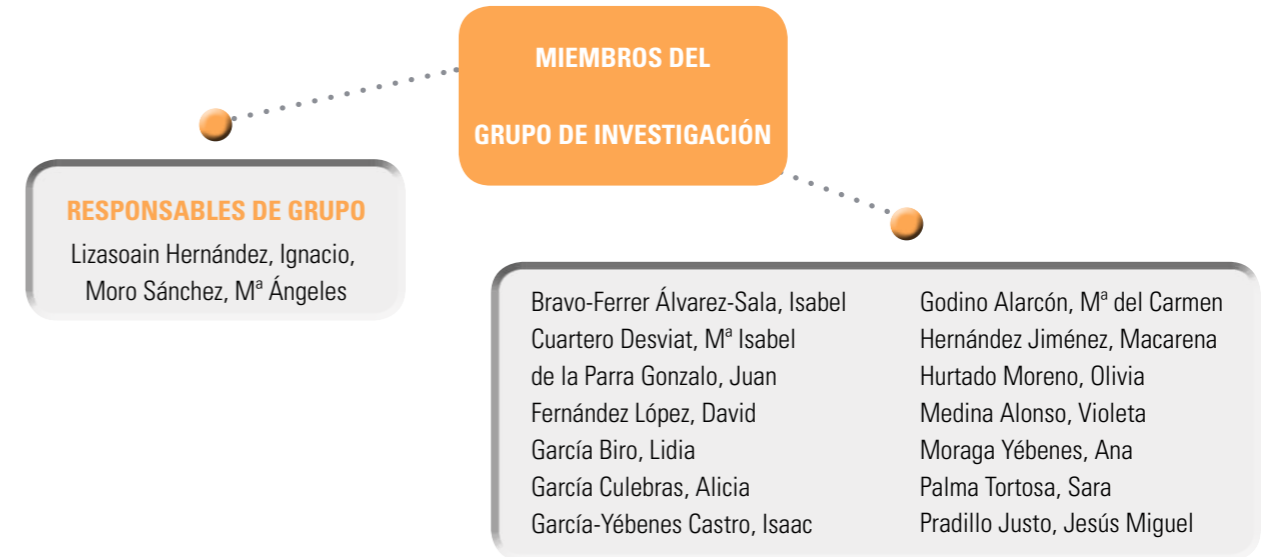 MIEMBROS DEL
GRUPO DE INVESTIGACIÓN
RESPONSABLES DE GRUPO
Lizasoain Hernández, Ignacio,
Moro Sánchez, Mª Ángeles
Bravo-Ferrer Álvarez-Sala, Isabel
Cuartero Desviat, Mª Isabel
de la Parra Gonzalo, Juan
Fernández López, David
García Biro, Lidia
García Culebras, Alicia
García-Yébenes Castro, Isaac
Godino Alarcón, Mª del Carmen
Hernández Jiménez, Macarena
Hurtado Moreno, Olivia
Medina Alonso, Violeta
Moraga Yébenes, Ana
Palma Tortosa, Sara
Pradillo Justo, Jesús Miguel